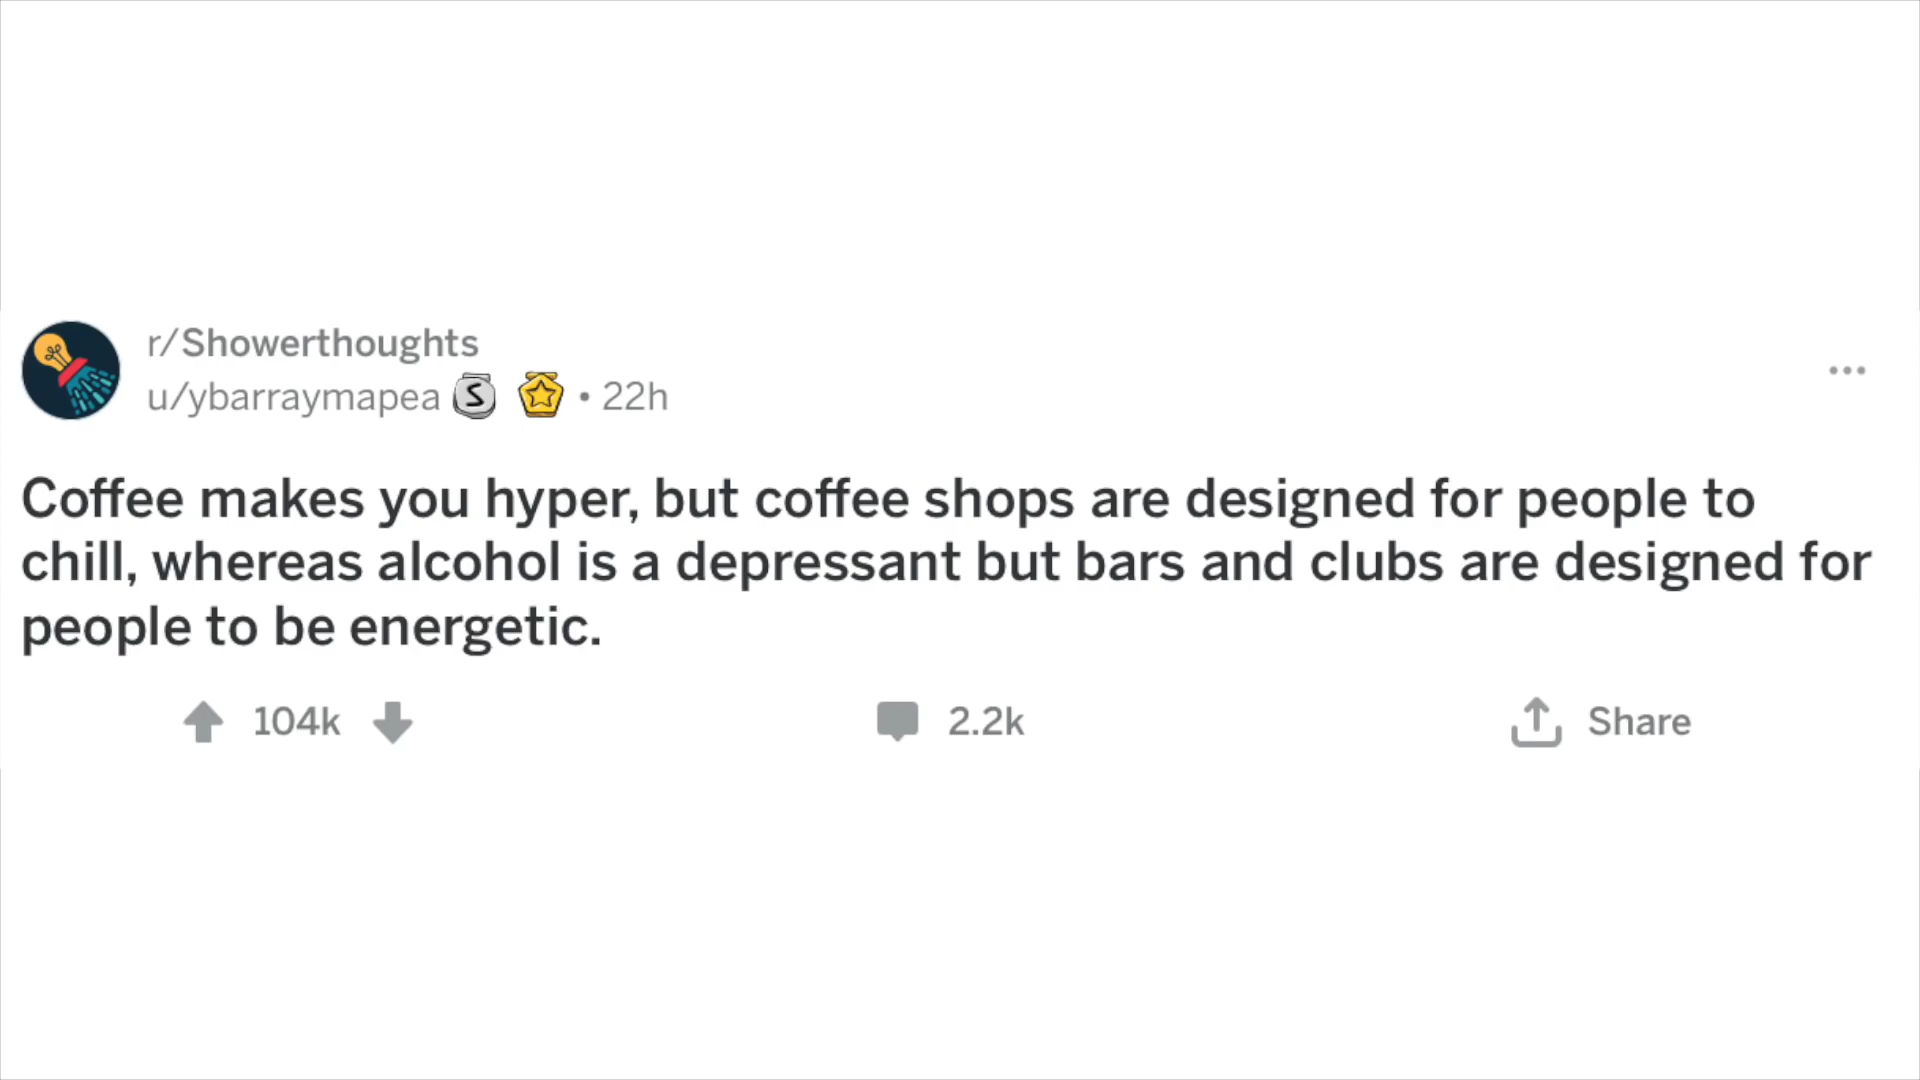 r/Showerthoughts
u/ybarraymapea S • 22h
Coffee makes you hyper, but coffee shops are designed for people to
chill, whereas alcohol is a depressant but bars and clubs are designed for
people to be energetic.
104k 2.2k Share